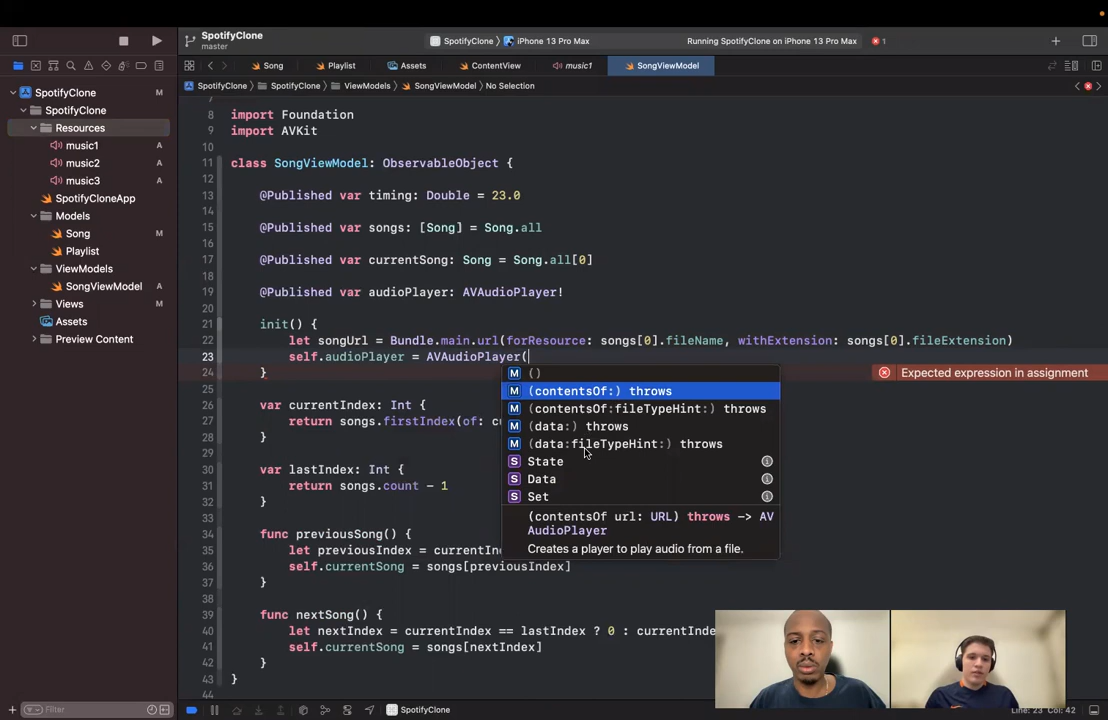 SpotifyClone
master
SpotifyClone
iPhone 13 Pro Max
Running SpotifyClone on iPhone 13 Pro Max
1
Song
Playlist
Assets
ContentView
music1
SongViewModel
SpotifyClone
SpotifyClone
ViewModels
SongViewModel
No Selection
SpotifyClone M
SpotifyClone
Resources
music1 A
music2 A
music3 A
SpotifyCloneApp
Models
Song M
Playlist
ViewModels
SongViewModel A
Views M
Assets
Preview Content
Filter
7
8 import Foundation
9 import AVKit
10
11 class SongViewModel: ObservableObject {
12
13 @Published var timing: Double = 23.0
14
15 @Published var songs: [Song] = Song.all
16
17 @Published var currentSong: Song = Song.all[0]
18
19 @Published var audioPlayer: AVAudioPlayer!
20
21 init() {
22 let songUrl = Bundle.main.url(forResource: songs[0].fileName, withExtension: songs[0].fileExtension)
23 self.audioPlayer = AVAudioPlayer(
24 } Expected expression in assignment
25
26 var currentIndex: Int {
27 return songs.firstIndex(of: cu
28 }
29
30 var lastIndex: Int {
31 return songs.count - 1
32 }
33
34 func previousSong() {
35 let previousIndex = currentInd
36 self.currentSong = songs[previousIndex]
37 }
38
39 func nextSong() {
40 let nextIndex = currentIndex == lastIndex ? 0 : currentInd
41 self.currentSong = songs[nextIndex]
42 }
43 }
44
M ()
M (contentsOf:) throws
M (contentsOf:fileTypeHint:) throws
M (data:) throws
M (data:fileTypeHint:) throws
S State
S Data
S Set
(contentsOf url: URL) throws -> AV
AudioPlayer
Creates a player to play audio from a file.
SpotifyClone
Line: 23 Col: 42